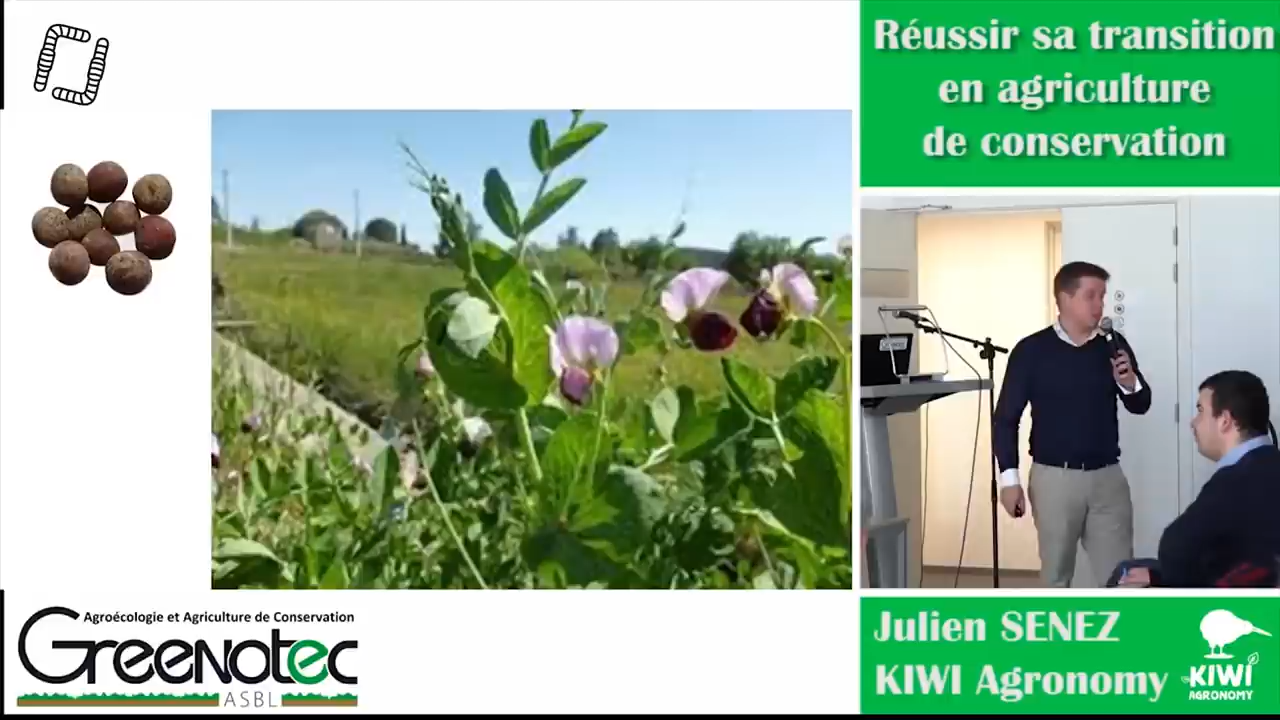 Réussir sa transition
en agriculture
de conservation
Agroécologie et Agriculture de Conservation
Greenotec
ASBL
Julien SENEZ
KIWI Agronomy
KIWI
AGRONOMY